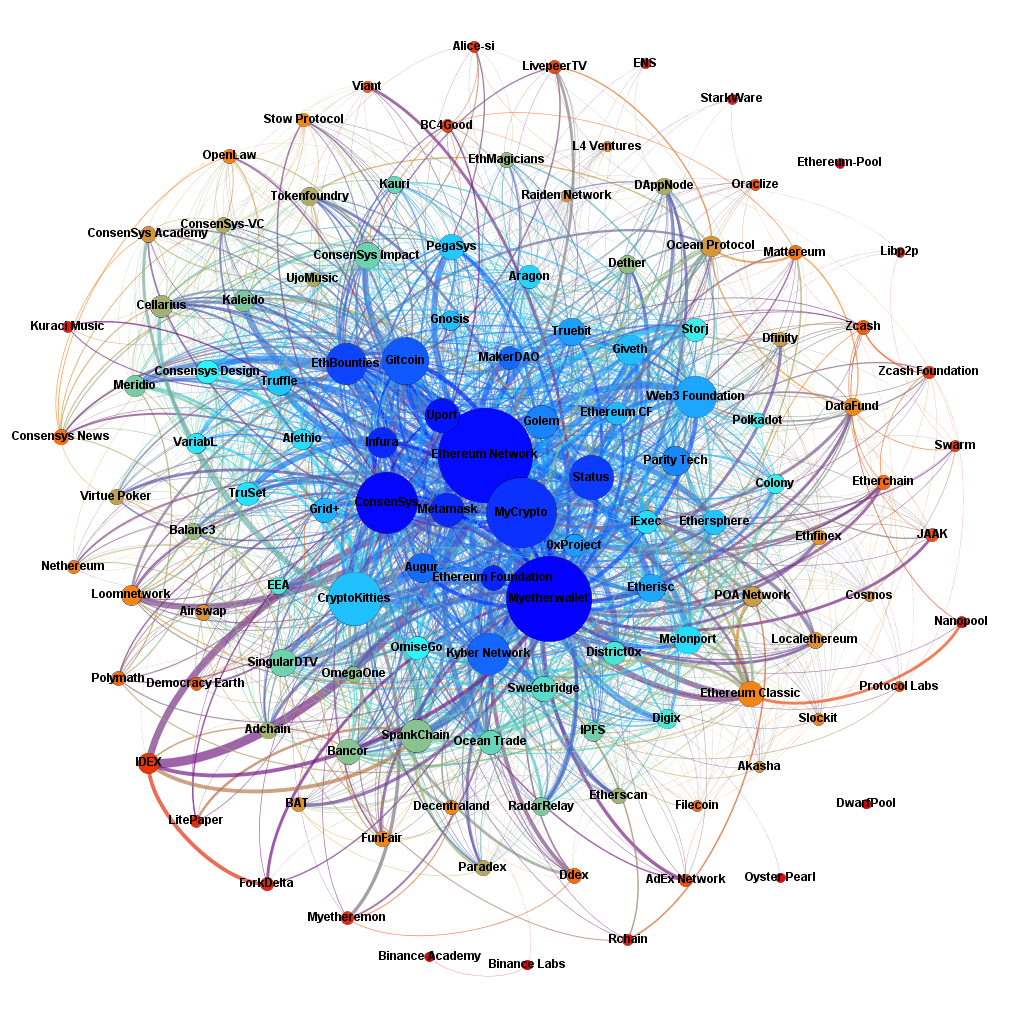 Alice-si
LivepeerTV
ENS
Viant
StarkWare
Stow Protocol
BC4Good
L4 Ventures
OpenLaw
EthMagicians
Ethereum-Pool
Kauri
DAppNode
Oraclize
Tokenfoundry
Raiden Network
ConsenSys-VC
ConsenSys Academy
PegaSys
Ocean Protocol
ConsenSys Impact
Mattereum
Libp2p
Dether
UjoMusic
Aragon
Cellarius
Kaleido
Kuraci Music
Gnosis
Truebit
Storj
Zcash
Dfinity
Giveth
MakerDAO
EthBounties
Gitcoin
Consensys Design
Truffle
Zcash Foundation
Meridio
Web3 Foundation
DataFund
Uport
Ethereum CF
Golem
Polkadot
Consensys News
VariabL
Alethio
Infura
Swarm
Ethereum Network
Parity Tech
Status
Colony
Etherchain
Virtue Poker
TruSet
ConsenSys
Grid+
Metamask
MyCrypto
iExec
Ethersphere
Balanc3
JAAK
Ethfinex
0xProject
Nethereum
Augur
Ethereum Foundation
EEA
Etherisc
Loomnetwork
CryptoKitties
Myetherwallet
POA Network
Cosmos
Airswap
Nanopool
Localethereum
Melonport
OmiseGo
Kyber Network
District0x
SingularDTV
OmegaOne
Polymath
Democracy Earth
Sweetbridge
Ethereum Classic
Protocol Labs
Digix
Slockit
Adchain
IPFS
SpankChain
Ocean Trade
Bancor
IDEX
Akasha
Etherscan
BAT
Decentraland
RadarRelay
Filecoin
DwarfPool
LitePaper
FunFair
Paradex
Ddex
AdEx Network
Oyster Pearl
ForkDelta
Myetheremon
Rchain
Binance Academy
Binance Labs